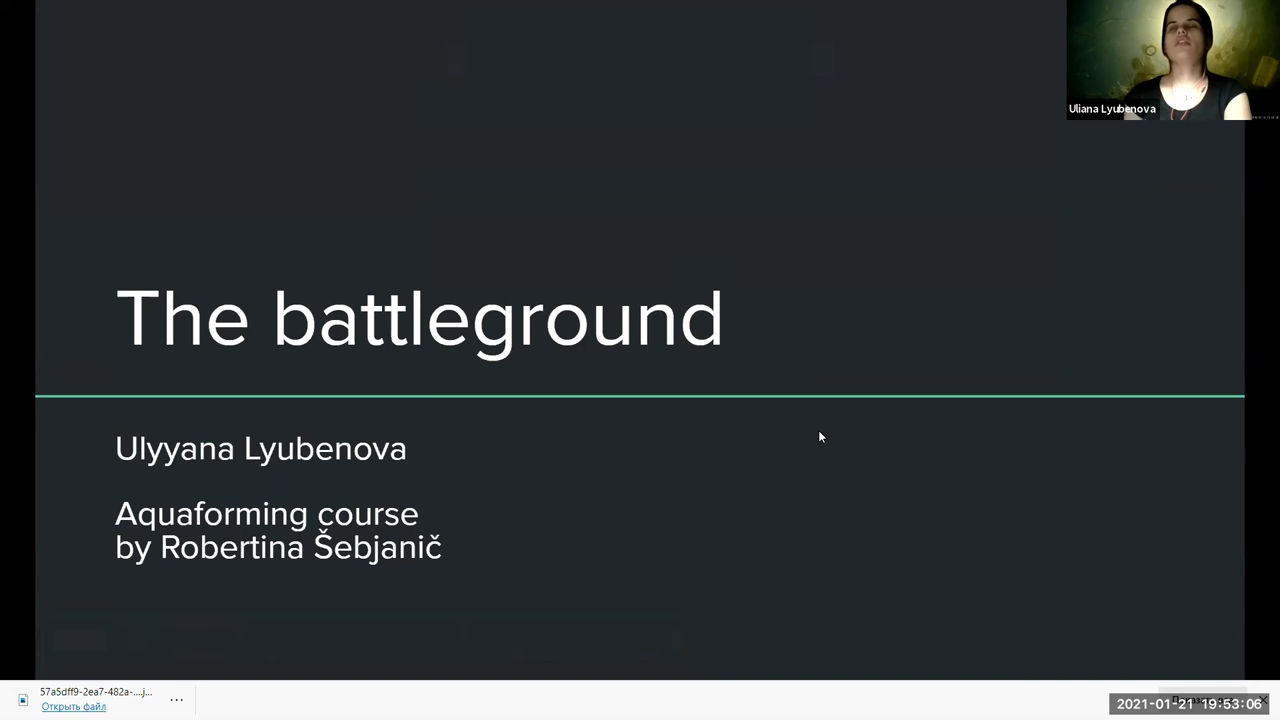 Uliana Lyubenova
The battleground
Ulyyana Lyubenova
Aquaforming course
by Robertina Šebjanič
57a5dff9-2ea7-482a-....j...
Открыть файл
2021-01-21 19:53:06